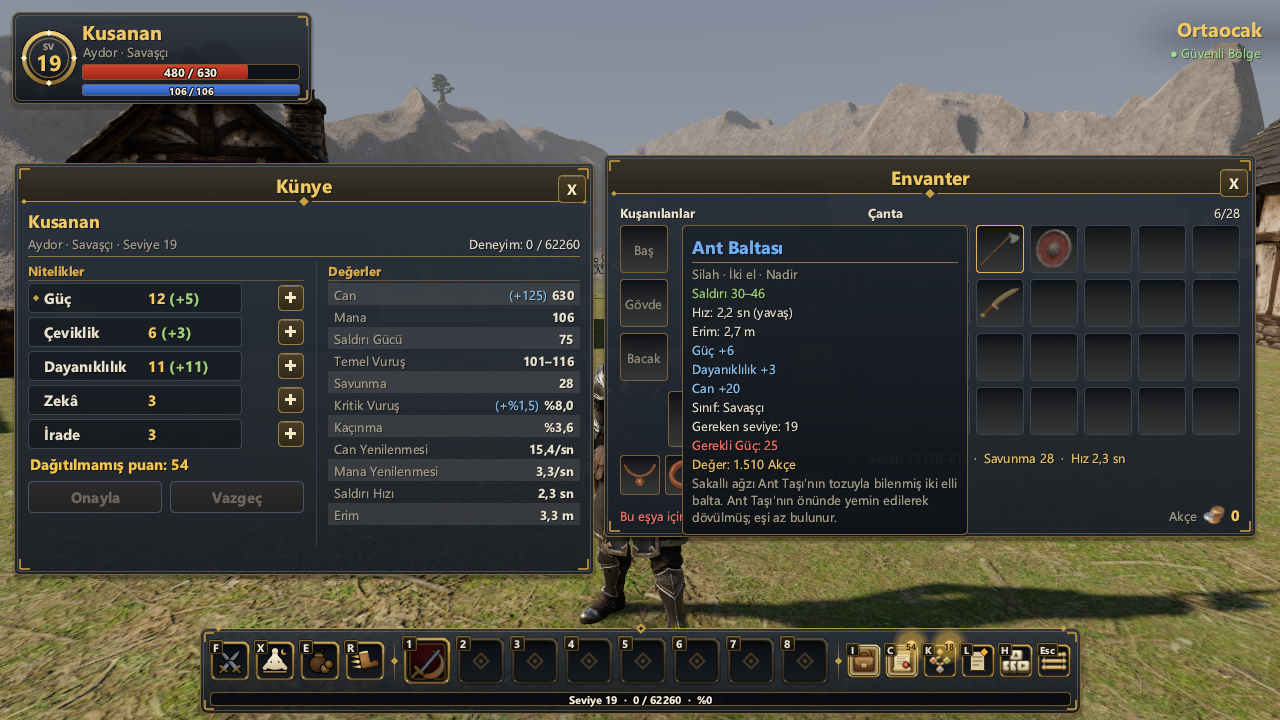 SV
19
Kusanan
Aydor · Savaşçı
480 / 630
106 / 106
Ortaocak
Güvenli Bölge
Künye
X
Kusanan
Aydor · Savaşçı · Seviye 19
Deneyim: 0 / 62260
Nitelikler
Güç 12 (+5) +
Çeviklik 6 (+3) +
Dayanıklılık 11 (+11) +
Zekâ 3 +
İrade 3 +
Dağıtılmamış puan: 54
Onayla
Vazgeç
Değerler
Can (+125) 630
Mana 106
Saldırı Gücü 75
Temel Vuruş 101–116
Savunma 28
Kritik Vuruş (+%1,5) %8,0
Kaçınma %3,6
Can Yenilenmesi 15,4/sn
Mana Yenilenmesi 3,3/sn
Saldırı Hızı 2,3 sn
Erim 3,3 m
Envanter
X
Kuşanılanlar
Çanta
6/28
Baş
Gövde
Bacak
Ant Baltası
Silah · İki el · Nadir
Saldırı 30–46
Hız: 2,2 sn (yavaş)
Erim: 2,7 m
Güç +6
Dayanıklılık +3
Can +20
Sınıf: Savaşçı
Gereken seviye: 19
Gerekli Güç: 25
Değer: 1.510 Akçe
Sakallı ağzı Ant Taşı'nın tozuyla bilenmiş iki elli
balta. Ant Taşı'nın önünde yemin edilerek
dövülmüş; eşi az bulunur.
· Savunma 28 · Hız 2,3 sn
Bu eşya için
Akçe 0
F
X
E
R
1
2
3
4
5
6
7
8
I
C
54
K
18
L
H
Esc
Seviye 19 · 0 / 62260 · %0